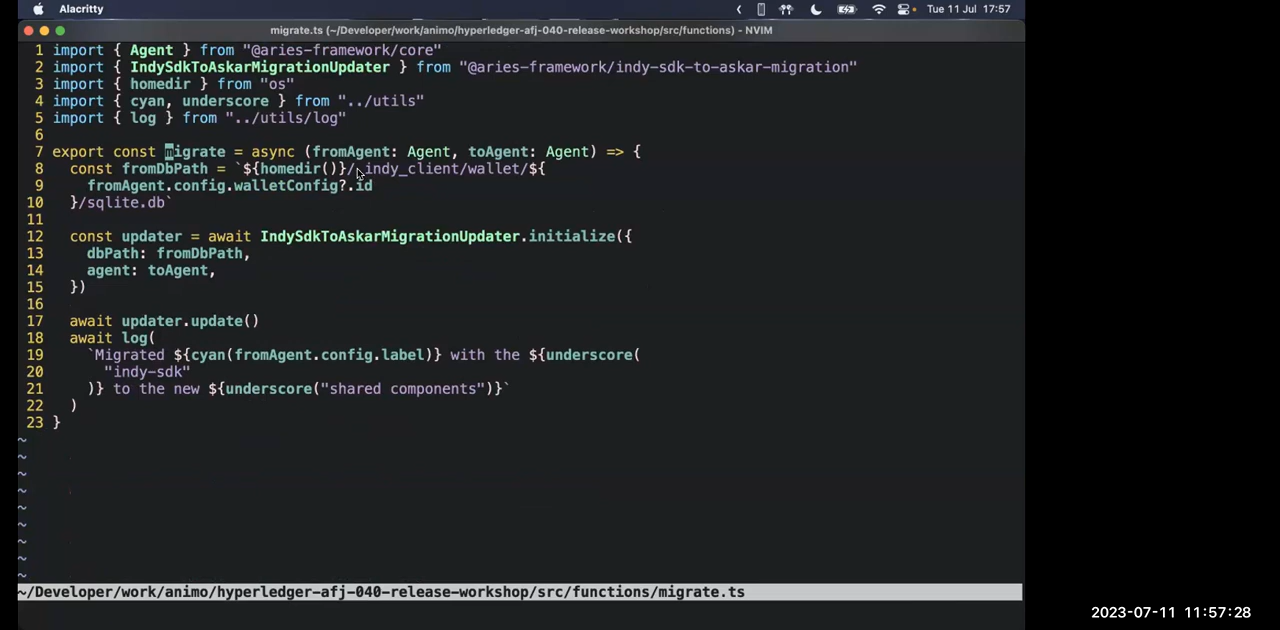 Alacritty
Tue 11 Jul 17:57
migrate.ts (~/Developer/work/animo/hyperledger-afj-040-release-workshop/src/functions) - NVIM
1 import { Agent } from "@aries-framework/core"
2 import { IndySdkToAskarMigrationUpdater } from "@aries-framework/indy-sdk-to-askar-migration"
3 import { homedir } from "os"
4 import { cyan, underscore } from "../utils"
5 import { log } from "../utils/log"
6
7 export const migrate = async (fromAgent: Agent, toAgent: Agent) => {
8   const fromDbPath = `${homedir()}/.indy_client/wallet/${
9     fromAgent.config.walletConfig?.id
10   }/sqlite.db`
11
12   const updater = await IndySdkToAskarMigrationUpdater.initialize({
13     dbPath: fromDbPath,
14     agent: toAgent,
15   })
16
17   await updater.update()
18   await log(
19     `Migrated ${cyan(fromAgent.config.label)} with the ${underscore(
20       "indy-sdk"
21     )} to the new ${underscore("shared components")}`
22   )
23 }
~
~
~
~
~
~
~
~
~
~/Developer/work/animo/hyperledger-afj-040-release-workshop/src/functions/migrate.ts
2023-07-11 11:57:28